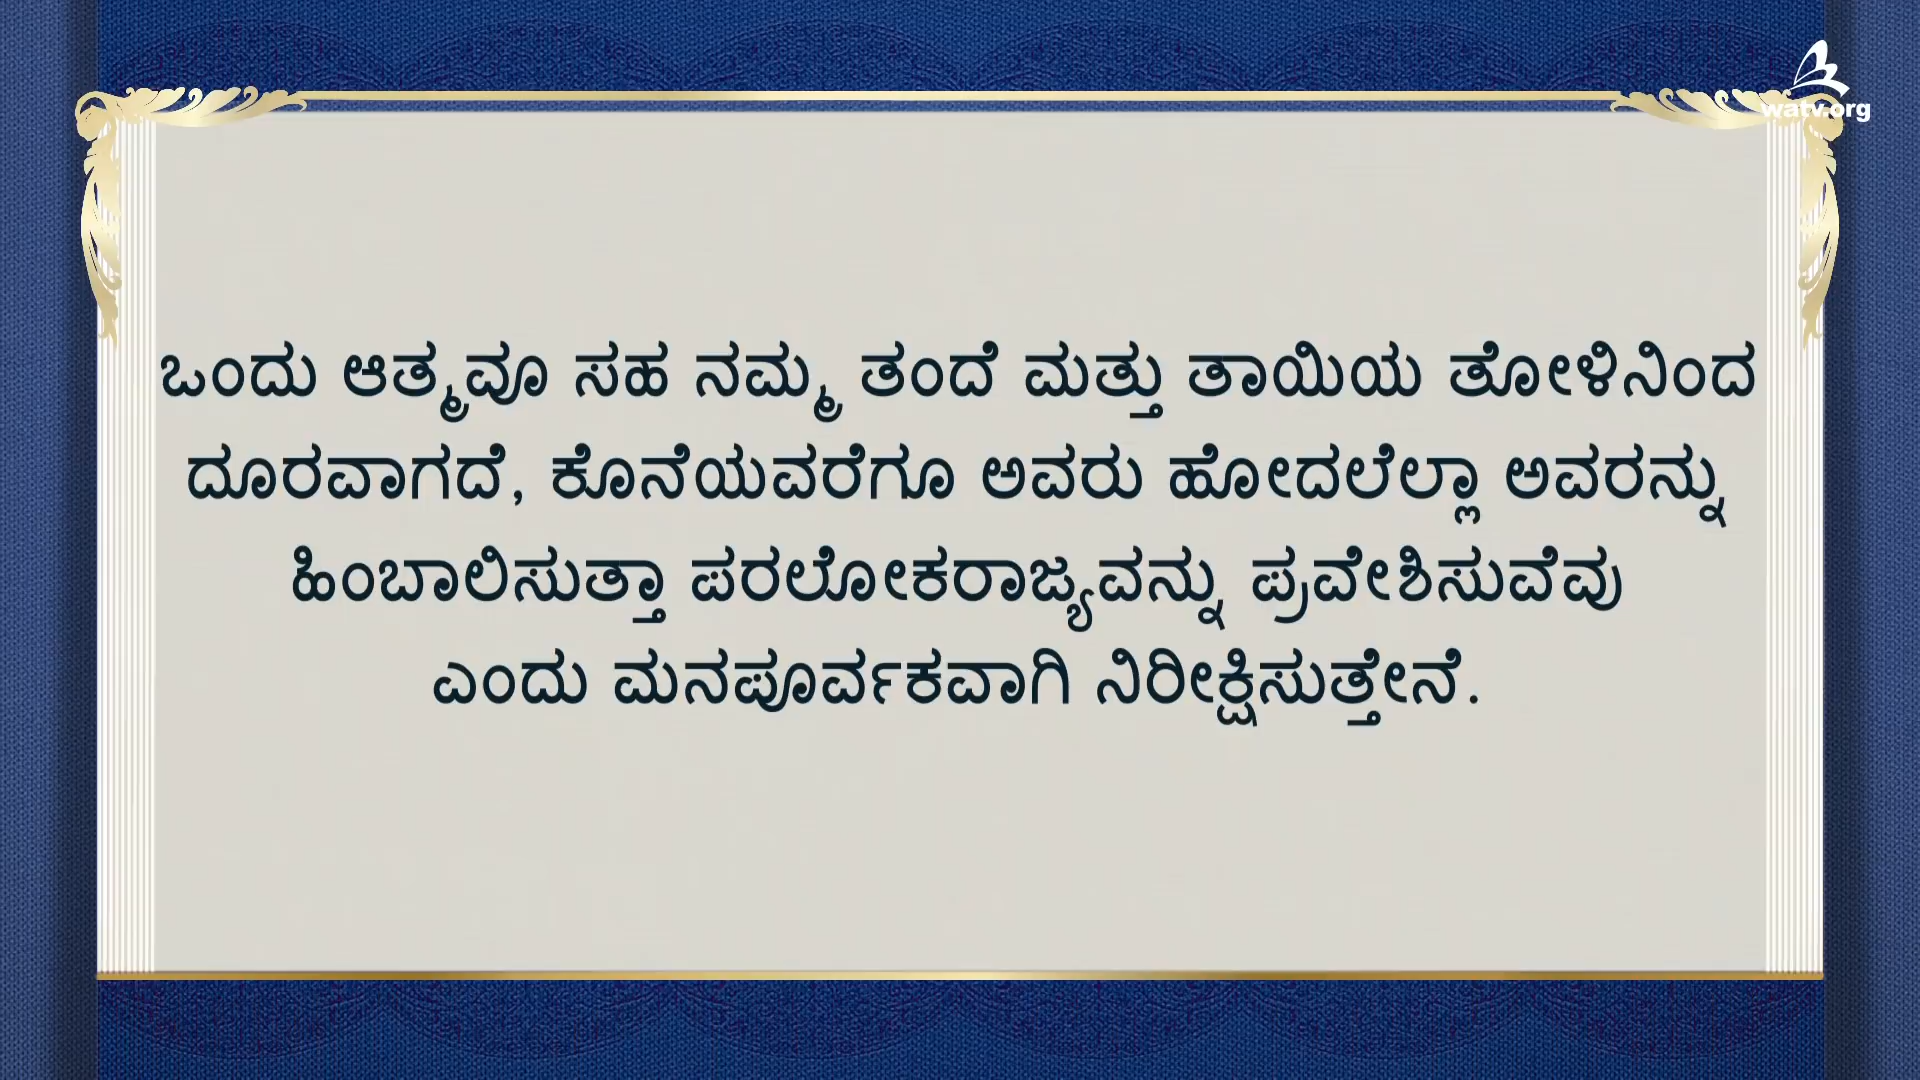 watv.org
ಒಂದು ಆತ್ಮವೂ ಸಹ ನಮ್ಮ ತಂದೆ ಮತ್ತು ತಾಯಿಯ ತೋಳಿನಿಂದ
ದೂರವಾಗದೆ, ಕೊನೆಯವರೆಗೂ ಅವರು ಹೋದಲೆಲ್ಲಾ ಅವರನ್ನು
ಹಿಂಬಾಲಿಸುತ್ತಾ ಪರಲೋಕರಾಜ್ಯವನ್ನು ಪ್ರವೇಶಿಸುವೆವು
ಎಂದು ಮನಪೂರ್ವಕವಾಗಿ ನಿರೀಕ್ಷಿಸುತ್ತೇನೆ.